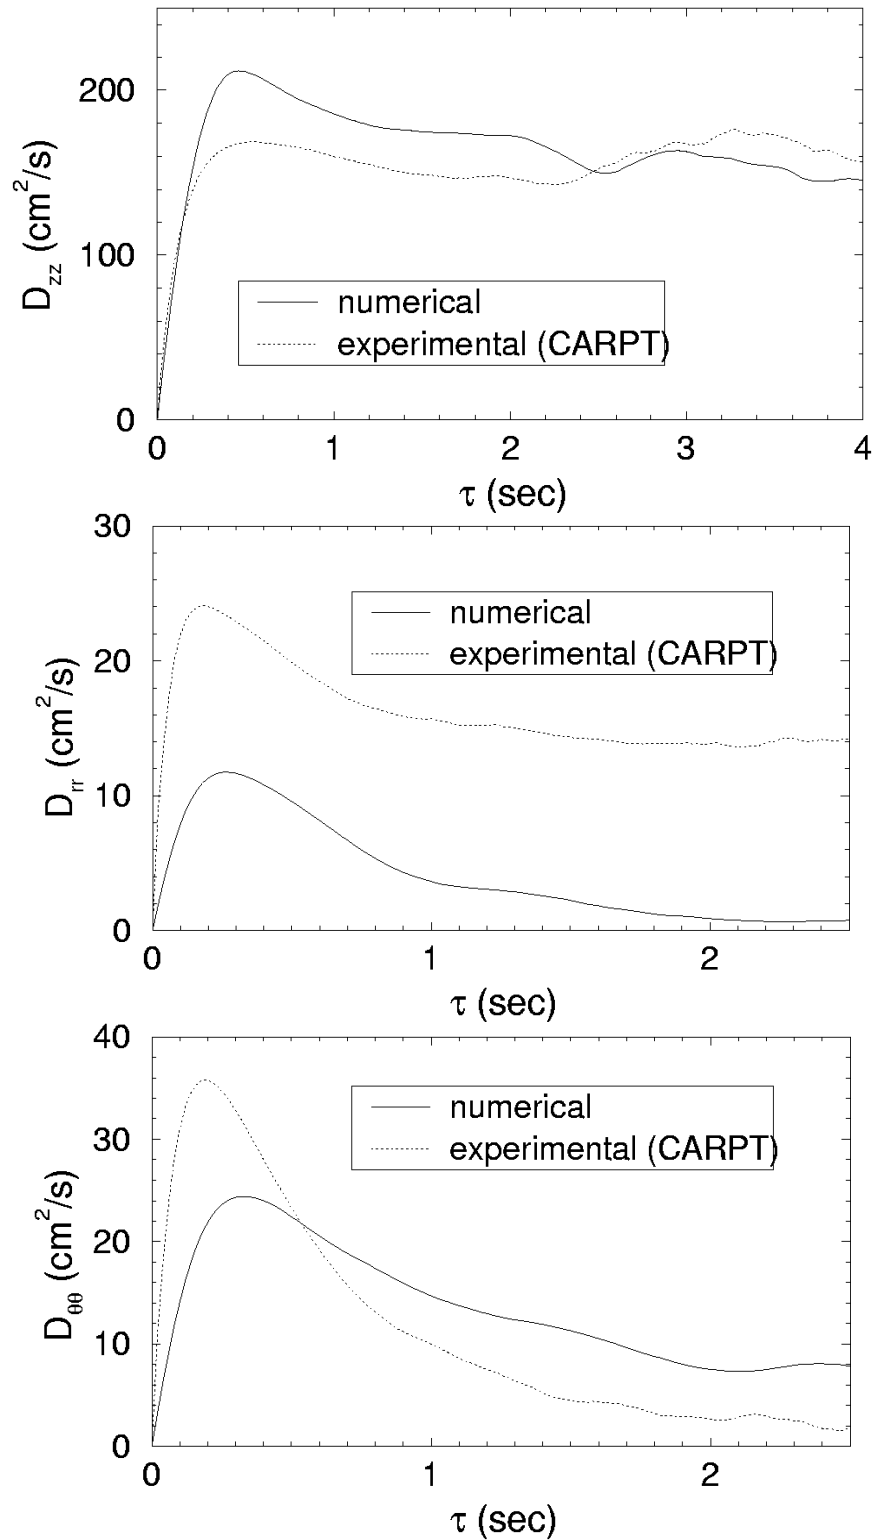 200
100
0
D_zz (cm²/s)
numerical
experimental (CARPT)
0 1 2 3 4
τ (sec)
30
20
10
0
D_rr (cm²/s)
numerical
experimental (CARPT)
0 1 2
τ (sec)
40
30
20
10
0
D_θθ (cm²/s)
numerical
experimental (CARPT)
0 1 2
τ (sec)